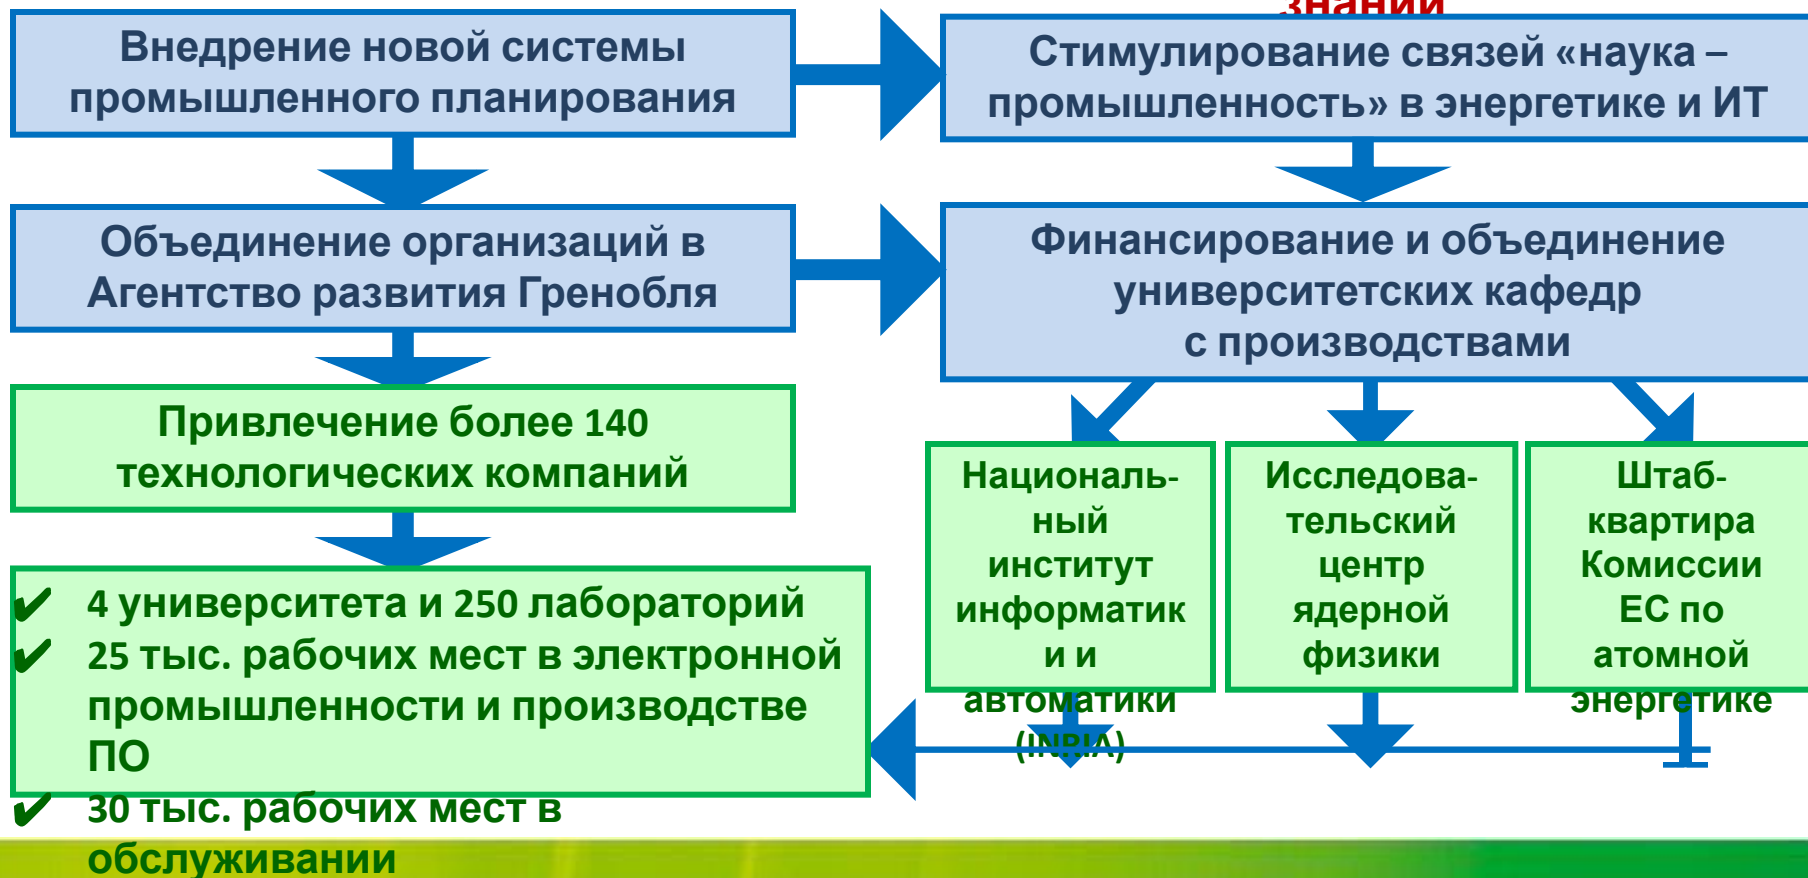 знаний
Внедрение новой системы
промышленного планирования
Стимулирование связей «наука –
промышленность» в энергетике и ИТ
Объединение организаций в
Агентство развития Гренобля
Финансирование и объединение
университетских кафедр
с производствами
Привлечение более 140
технологических компаний
Националь-
ный
институт
информатик
и и
автоматики
(INRIA)
Исследова-
тельский
центр
ядерной
физики
Штаб-
квартира
Комиссии
ЕС по
атомной
энергетике
✔ 4 университета и 250 лабораторий
✔ 25 тыс. рабочих мест в электронной
промышленности и производстве
ПО
✔ 30 тыс. рабочих мест в
обслуживании